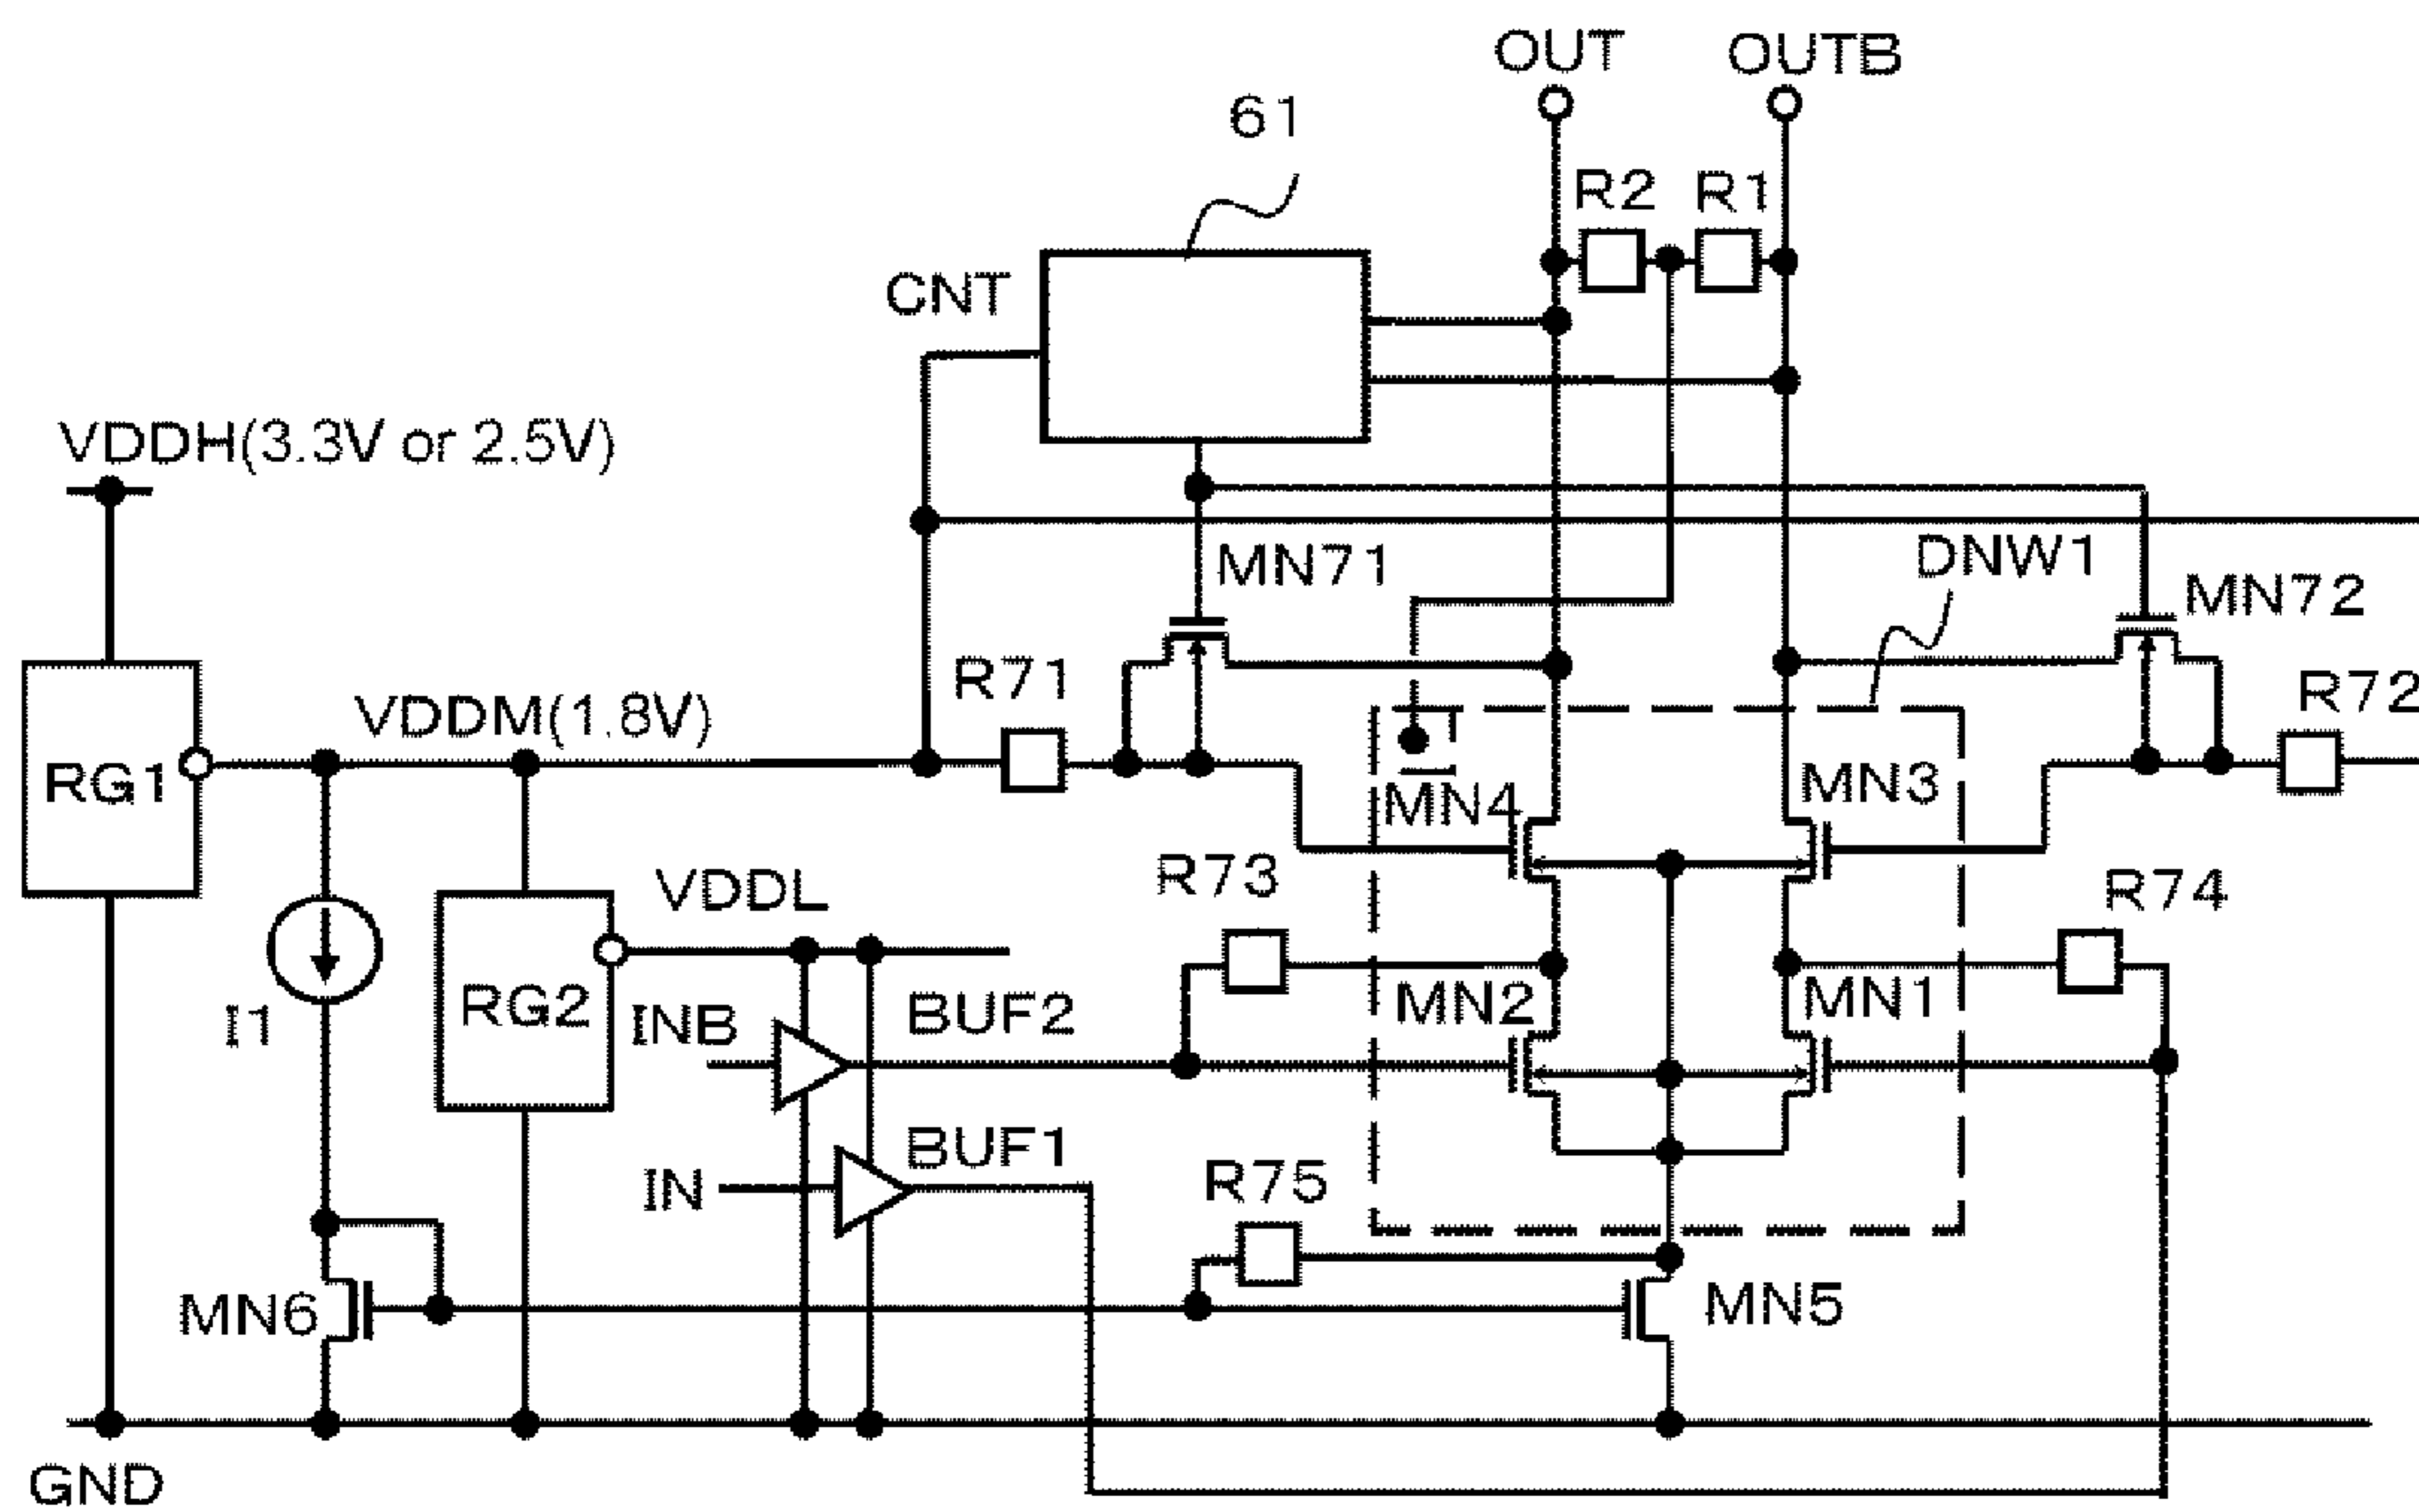 OUT OUTB
61
R2 R1
CNT
VDDH(3.3V or 2.5V)
MN71 DNW1 MN72
R71 R72
VDDM(1.8V)
RG1 MN4 MN3
R73 R74
VDDL
I1 RG2 INB BUF2 MN2 MN1
IN BUF1 R75
MN6 MN5
GND